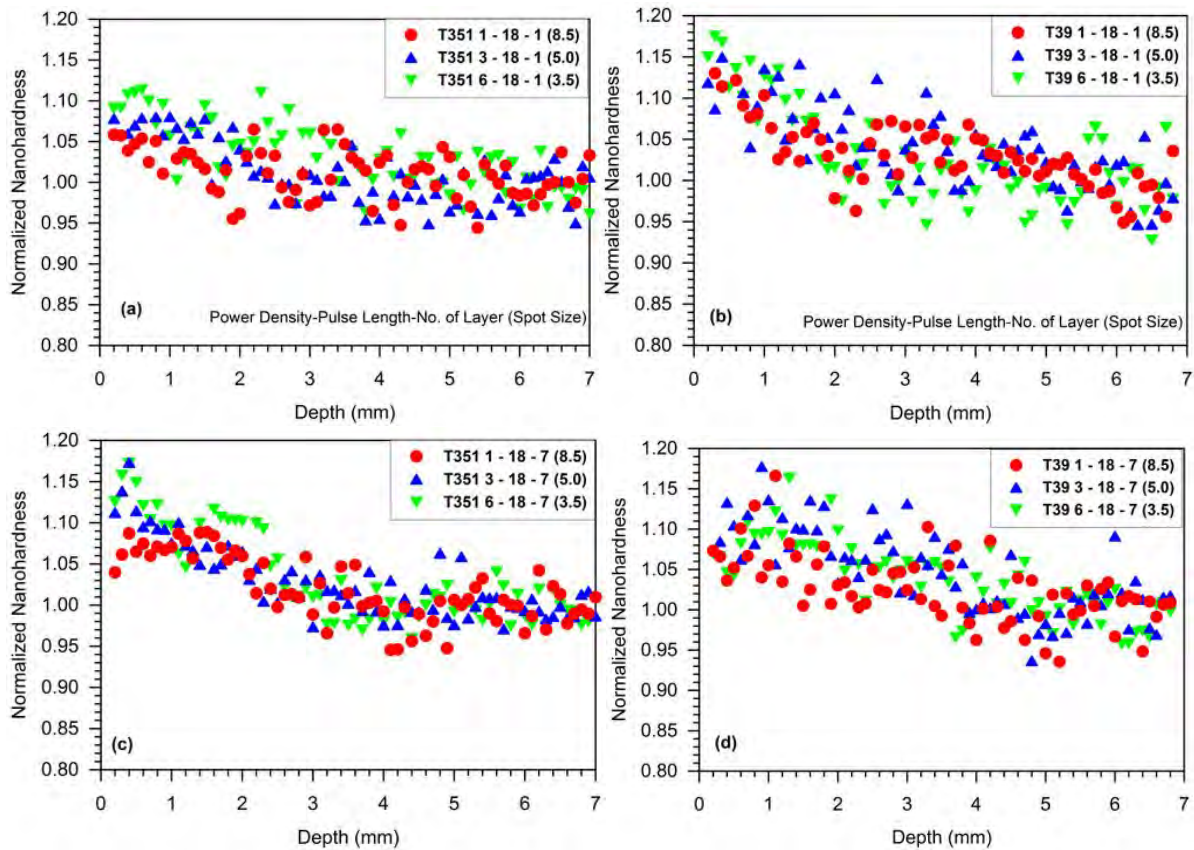 1.20
1.15
1.10
1.05
1.00
0.95
0.90
0.85
0.80
Normalized Nanohardness
T351 1 - 18 - 1 (8.5)
T351 3 - 18 - 1 (5.0)
T351 6 - 18 - 1 (3.5)
(a)
Power Density-Pulse Length-No. of Layer (Spot Size)
0 1 2 3 4 5 6 7
Depth (mm)
1.20
1.15
1.10
1.05
1.00
0.95
0.90
0.85
0.80
Normalized Nanohardness
T39 1 - 18 - 1 (8.5)
T39 3 - 18 - 1 (5.0)
T39 6 - 18 - 1 (3.5)
(b)
Power Density-Pulse Length-No. of Layer (Spot Size)
0 1 2 3 4 5 6 7
Depth (mm)
1.20
1.15
1.10
1.05
1.00
0.95
0.90
0.85
0.80
Normalized Nanohardness
T351 1 - 18 - 7 (8.5)
T351 3 - 18 - 7 (5.0)
T351 6 - 18 - 7 (3.5)
(c)
0 1 2 3 4 5 6 7
Depth (mm)
1.20
1.15
1.10
1.05
1.00
0.95
0.90
0.85
0.80
Normalized Nanohardness
T39 1 - 18 - 7 (8.5)
T39 3 - 18 - 7 (5.0)
T39 6 - 18 - 7 (3.5)
(d)
0 1 2 3 4 5 6 7
Depth (mm)